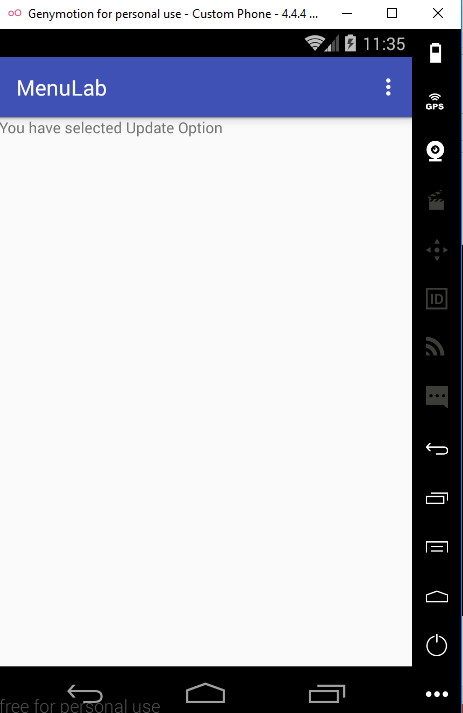 Genymotion for personal use - Custom Phone - 4.4.4 ...
11:35
MenuLab
GPS
You have selected Update Option
ID
free for personal use